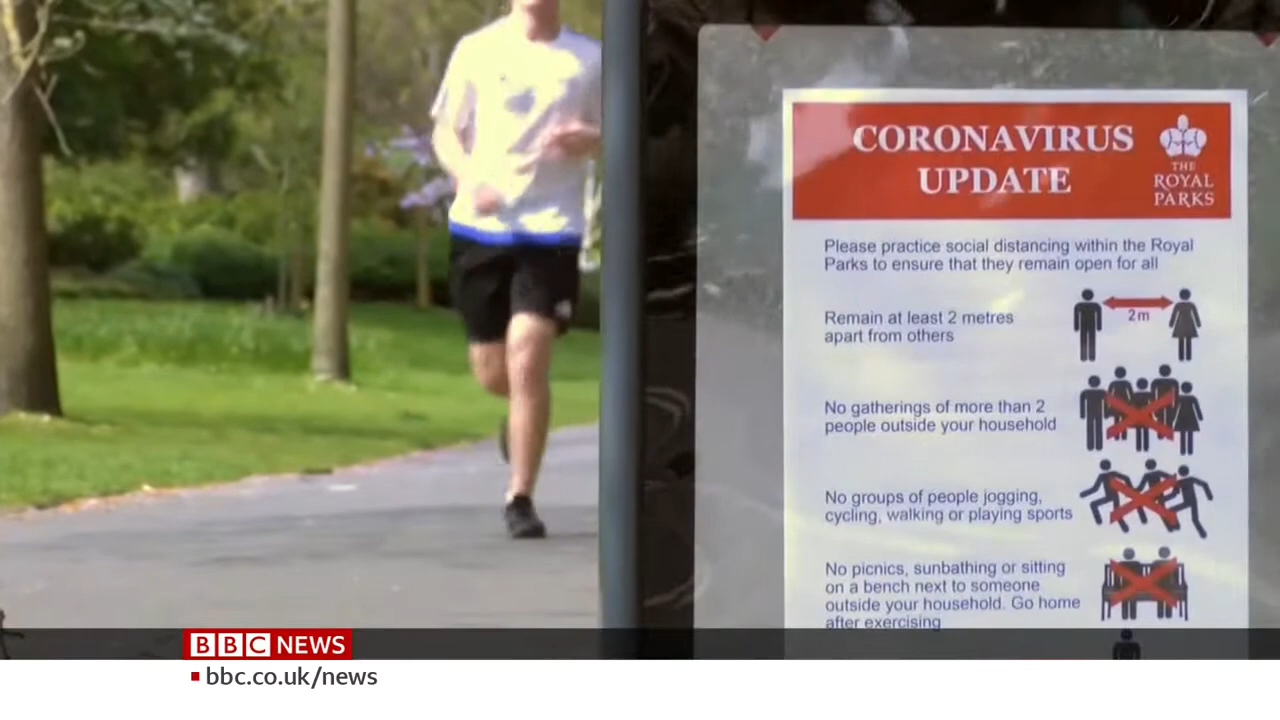 CORONAVIRUS
UPDATE
THE
ROYAL
PARKS
Please practice social distancing within the Royal
Parks to ensure that they remain open for all
Remain at least 2 metres
apart from others
2m
No gatherings of more than 2
people outside your household
No groups of people jogging,
cycling, walking or playing sports
No picnics, sunbathing or sitting
on a bench next to someone
outside your household. Go home
after exercising
BBC NEWS
bbc.co.uk/news